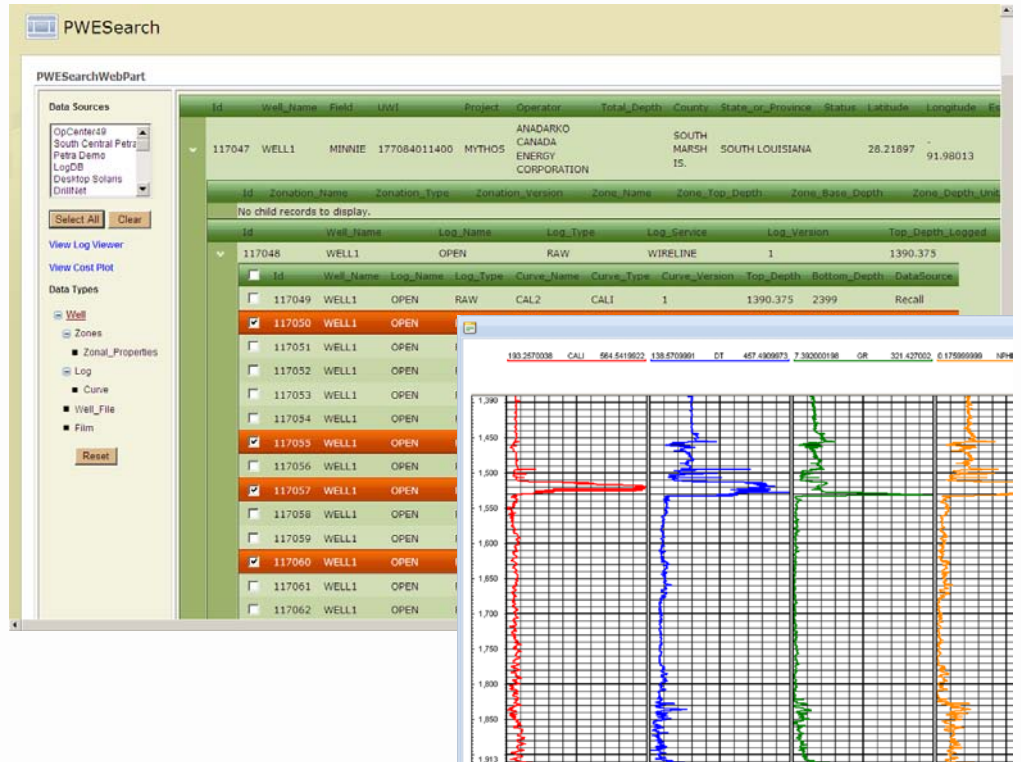 PWESearch
PWESearchWebPart
Data Sources
OpCenter49
South Central Petra
Petra Demo
LogDB
Desktop Solaris
DrillNet
Select All Clear
View Log Viewer
View Cost Plot
Data Types
Well
Zones
Zonal_Properties
Log
Curve
Well_File
Film
Reset
Id Well_Name Field UWI Project Operator Total_Depth County State_or_Province Status Latitude Longitude
117047 WELL1 MINNIE 177084011400 MYTHOS ANADARKO CANADA ENERGY CORPORATION SOUTH MARSH IS. SOUTH LOUISIANA 28.21897 -91.98013
Id Zonation_Name Zonation_Type Zonation_Version Zone_Name Zone_Top_Depth Zone_Base_Depth Zone_Depth_Unit
No child records to display.
Id Well_Name Log_Name Log_Type Log_Service Log_Version Top_Depth_Logged
117048 WELL1 OPEN RAW WIRELINE 1 1390.375
Id Well_Name Log_Name Log_Type Curve_Name Curve_Type Curve_Version Top_Depth Bottom_Depth DataSource
117049 WELL1 OPEN RAW CAL2 CALI 1 1390.375 2399 Recall
117050 WELL1 OPEN
117051 WELL1 OPEN
117052 WELL1 OPEN
117053 WELL1 OPEN
117054 WELL1 OPEN
117055 WELL1 OPEN
117056 WELL1 OPEN
117057 WELL1 OPEN
117058 WELL1 OPEN
117059 WELL1 OPEN
117060 WELL1 OPEN
117061 WELL1 OPEN
117062 WELL1 OPEN
193.2570038 CALI 564.5419922 138.5709991 DT 457.4909973 7.392000198 GR 321.427002 0.175999999
1,390
1,450
1,500
1,550
1,600
1,650
1,700
1,750
1,800
1,850
1,913